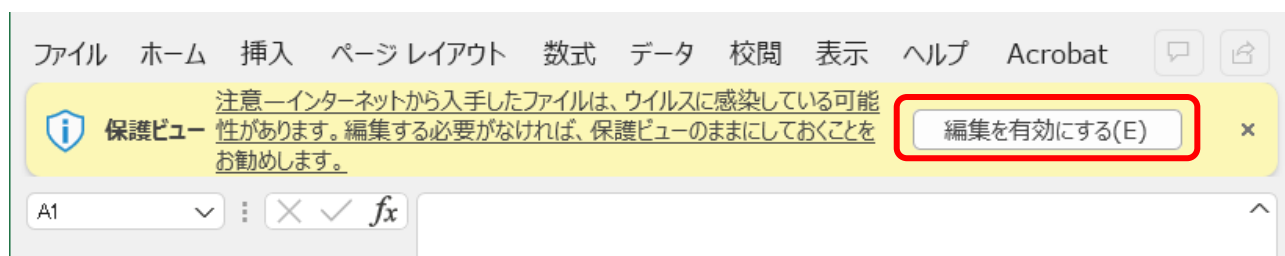 ファイル ホーム 挿入 ページ レイアウト 数式 データ 校閲 表示 ヘルプ Acrobat
保護ビュー
注意—インターネットから入手したファイルは、ウイルスに感染している可能
性があります。編集する必要がなければ、保護ビューのままにしておくことを
お勧めします。
編集を有効にする(E)
A1
fx